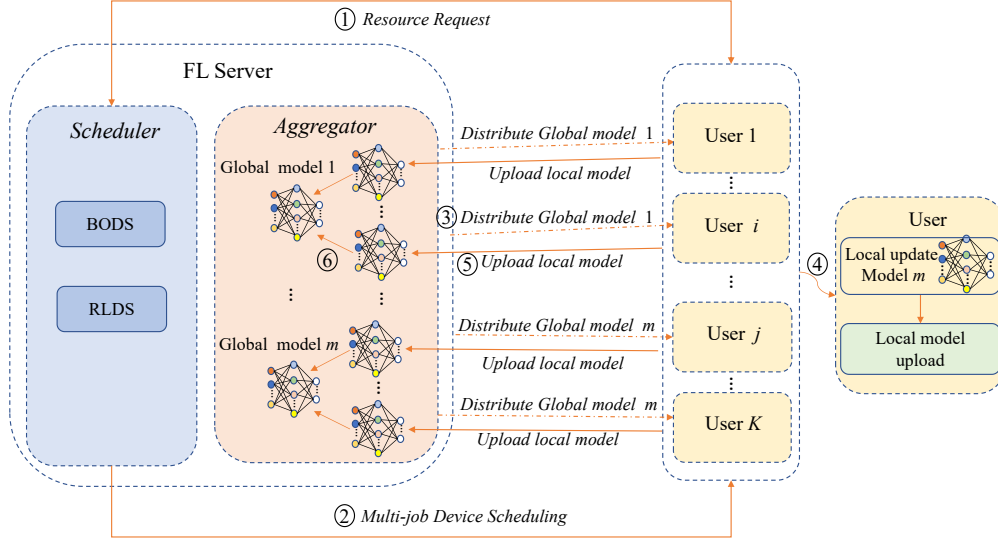 ① Resource Request
FL Server
Scheduler
BODS
RLDS
Aggregator
Global model 1
⑥
Global model m
Distribute Global model 1
Upload local model
③ Distribute Global model 1
⑤ Upload local model
Distribute Global model m
Upload local model
Distribute Global model m
Upload local model
User 1
User i
User j
User K
④
User
Local update
Model m
Local model
upload
② Multi-job Device Scheduling